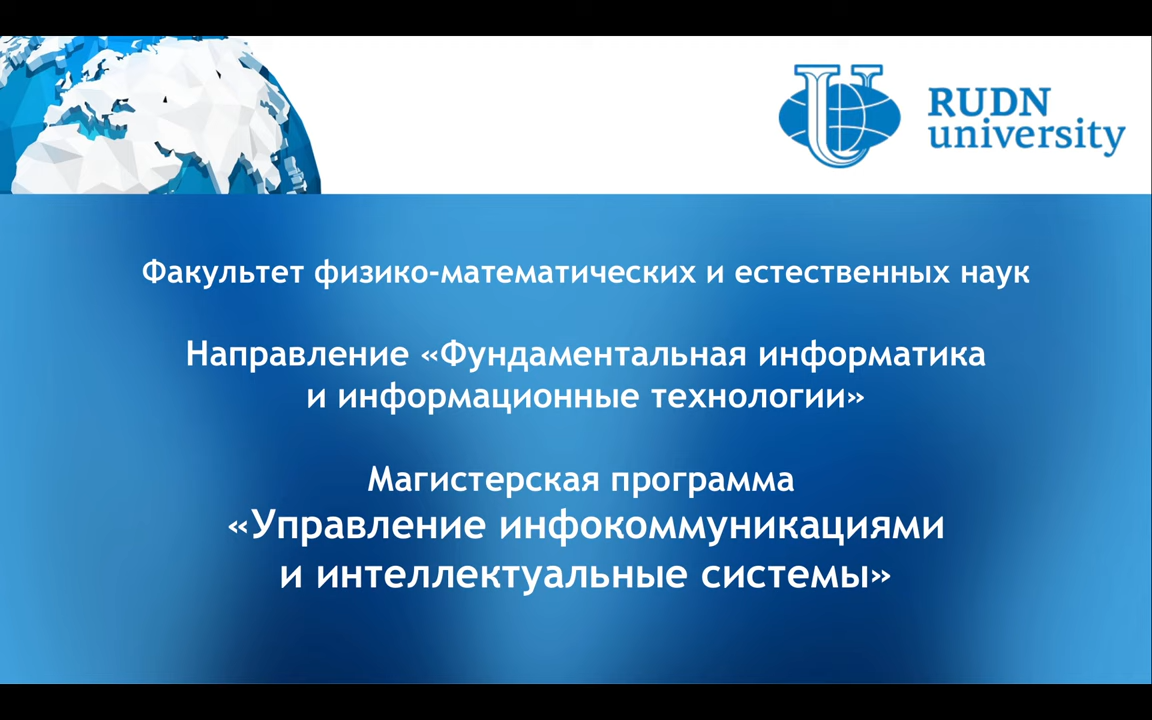 RUDN
university
Факультет физико-математических и естественных наук
Направление «Фундаментальная информатика
и информационные технологии»
Магистерская программа
«Управление инфокоммуникациями
и интеллектуальные системы»